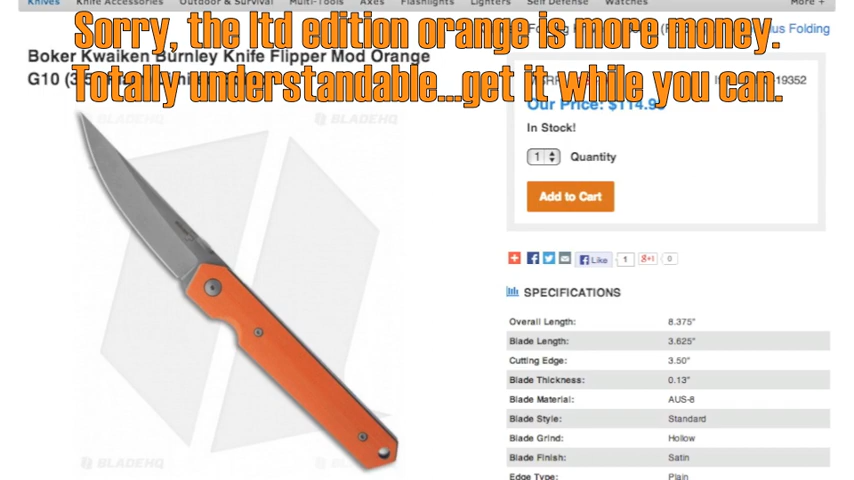 Knives Knife Accessories Outdoor & Survival Multi-Tools Axes Flashlights Lighters Self Defense Watches More +
Sorry, the ltd edition orange is more money.
Totally understandable...get it while you can.
Folding
Boker Kwaiken Burnley Knife Flipper Mod Orange
G10
19352
Our Price: $114.9
In Stock!
1 Quantity
Add to Cart
BLADEHQ
BLADEHQ
Like 1 +1 0
SPECIFICATIONS
Overall Length: 8.375"
Blade Length: 3.625"
Cutting Edge: 3.50"
Blade Thickness: 0.13"
Blade Material: AUS-8
Blade Style: Standard
Blade Grind: Hollow
Blade Finish: Satin
Edge Type: Plain
BLADEHQ
BLADEHQ